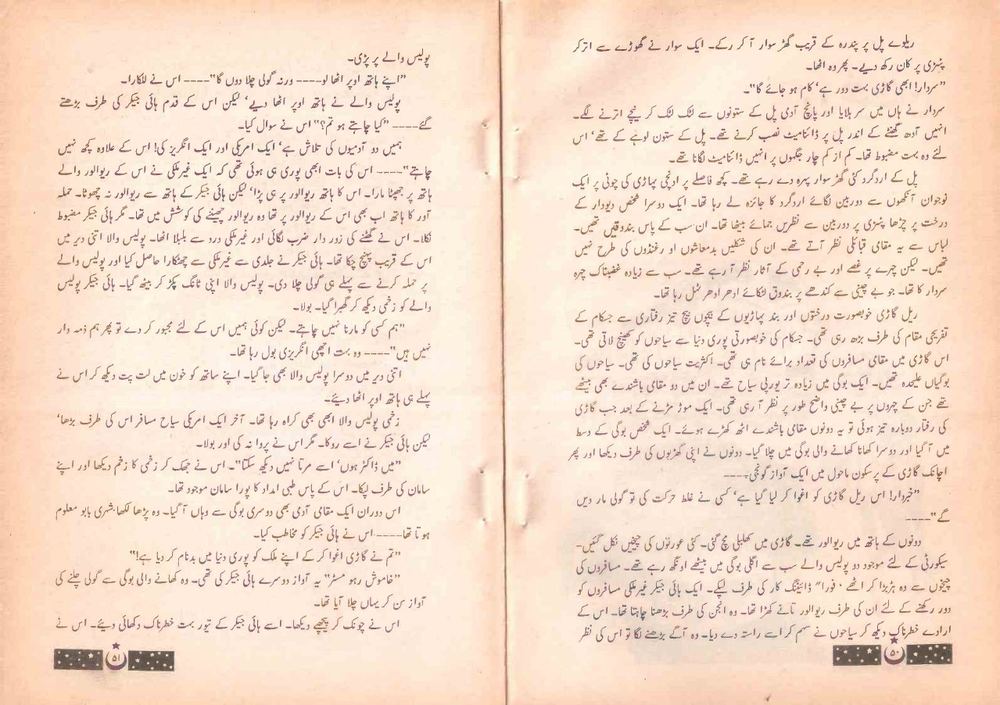 ریلوے پل پر پندرہ کے قریب گھڑ سوار آ کر رکے۔ ایک سوار نے گھوڑے سے اتر کر
پٹڑی پر کان رکھ دیے۔ پھر وہ اٹھا۔
”سردار! ابھی گاڑی بہت دور ہے‘ کام ہو جائے گا“۔
سردار نے ہاں میں سر ہلایا اور پانچ آدمی پل کے ستونوں سے لٹک لٹک کر نیچے اترنے لگے۔
انہیں آدھ گھنٹے کے اندر پل پر ڈائنامیٹ نصب کرنے تھے۔ پل کے ستون لوہے کے تھے‘ اس
لئے وہ بہت مضبوط تھا۔ کم از کم چار جگہوں پر انہیں ڈائنامیٹ لگانا تھے۔
پل کے اردگرد کئی گھڑ سوار پہرہ دے رہے تھے۔ کچھ فاصلے پر اونچی پہاڑی کی چوٹی پر ایک
نوجوان آنکھوں سے دوربین لگائے اردگرد کا جائزہ لے رہا تھا۔ ایک دوسرا شخص دیودار کے
درخت پر چڑھا پٹڑی پر دوربین سے نظریں جمائے بیٹھا تھا۔ ان سب کے پاس بندوقیں تھیں۔
لباس سے یہ مقامی قبائلی نظر آتے تھے۔ ان کی شکلیں بدمعاشوں او رغنڈوں کی طرح نہیں
تھیں۔ لیکن چہرے پر غصے اور بے رحمی کے آثار نظر آ رہے تھے۔ سب سے زیادہ غضبناک چہرہ
سردار کا تھا۔ جو بے چینی سے کندھے پر بندوق لٹکائے ادھر ادھر ٹہل رہا تھا۔
ریل گاڑی خوبصورت درختوں اور بلند پہاڑیوں کے بیچوں بیچ تیز رفتاری سے جسکام کے
تفریحی مقام کی طرف بڑھ رہی تھی۔ جسکام کی خوبصورتی پوری دنیا سے سیاحوں کو کھینچ لاتی تھی۔
اس گاڑی میں مقامی مسافروں کی تعداد برائے نام ہی تھی۔ اکثریت سیاحوں کی تھی۔ سیاحوں کی
بوگیاں علیحدہ تھیں۔ ایک بوگی میں زیادہ تر یورپی سیاح تھے۔ ان میں دو مقامی باشندے بھی بیٹھے
تھے جن کے چہروں پر بے چینی واضح طور پر نظر آ رہی تھی۔ ایک موڑ مڑنے کے بعد جب گاڑی
کی رفتار دوبارہ تیز ہوئی تو یہ دونوں مقامی باشندے اٹھ کھڑے ہوئے۔ ایک شخص بوگی کے وسط
میں آ گیا اور دوسرا کھانا کھانے والی بوگی میں چلا گیا۔ دونوں نے اپنی گھڑیوں کی طرف دیکھا اور پھر
اچانک گاڑی کے پرسکون ماحول میں ایک آواز گونجی۔----
”خبردار! اس ریل گاڑی کو اغوا کر لیا گیا ہے‘ کسی نے غلط حرکت کی تو گولی مار دیں
گے“----
دونوں کے ہاتھ میں ریوالور تھے۔ گاڑی میں کھلبلی مچ گئی۔ کئی عورتوں کی چیخیں نکل گئیں۔
سیکورٹی کے لئے موجود دو پولیس والے سب سے اگلی بوگی میں بیٹھے اونگھ رہے تھے۔ مسافروں کی
چیخوں سے وہ ہڑبڑا کر اٹھے‘ فوراً ڈائیننگ کار کی طرف لپکے۔ ایک ہائی جیکر غیرملکی مسافروں کو
دور رکھنے کے لئے ان کی طرف ریوالور تانے کھڑا تھا۔ وہ انجن کی طرف بڑھنا چاہتا تھا۔ اس کے
ارادے خطرناک دیکھ کر سیاحوں نے سہم کر اسے راستہ دے دیا۔ وہ آگے بڑھنے لگا تو اس کی نظر
۵۰
پولیس والے پر پڑی۔
”اپنے ہاتھ اوپر اٹھا لو---- ورنہ گولی چلا دوں گا“---- اس نے للکارا۔
پولیس والے نے ہاتھ اوپر اٹھا دیے‘ لیکن اس کے قدم ہائی جیکر کی طرف بڑھتے
گئے---- ”کیا چاہتے ہو تم؟“ اس نے سوال کیا۔
ہمیں دو آدمیوں کی تلاش ہے‘ ایک امریکی اور ایک انگریز کی! اس کے علاوہ کچھ نہیں
چاہتے“---- اس کی بات ابھی پوری ہی ہوئی تھی کہ ایک غیرملکی نے اس کے ریوالور والے
ہاتھ پر جھپٹا مارا۔ اس کا ہاتھ ریوالور پر ہی پڑا‘ لیکن ہائی جیکر کے ہاتھ سے ریوالور نہ چھوٹا۔ حملہ
آور کا ہاتھ اب بھی اس کے ریوالور پر تھا وہ ریوالور چھیننے کی کوشش میں تھا۔ مگر ہائی جیکر مضبوط
نکلا۔ اس نے گھٹنے کی زور دار ضرب لگائی اور غیرملکی درد سے بلبلا اٹھا۔ پولیس والا اتنی دیر میں
اس کے قریب پہنچ چکا تھا۔ ہائی جیکر نے جلدی سے غیرملکی سے چھٹکارا حاصل کیا اور پولیس والے
پر حملہ کرنے سے پہلے ہی گولی چلا دی۔ پولیس والا اپنی ٹانگ پکڑ کر بیٹھ گیا۔ ہائی جیکر پولیس
والے کو زخمی دیکھ کر گھبرا گیا۔ بولا۔
”ہم کسی کو مارنا نہیں چاہتے۔ لیکن کوئی ہمیں اس کے لئے مجبور کر دے تو پھر ہم ذمہ دار
نہیں ہیں“---- وہ بہت اچھی انگریزی بول رہا تھا۔
اتنی دیر میں دوسرا پولیس والا بھی آ گیا۔ اپنے ساتھ کو خون میں لت پت دیکھ کر اس نے
پہلے ہی ہاتھ اوپر اٹھا دیئے۔
زخمی پولیس والا ابھی بھی کراہ رہا تھا۔ آخر ایک امریکی سیاح مسافر اس کی طرف بڑھا‘
لیکن ہائی جیکر نے اسے روکا۔ مگر اس نے پروا نہ کی اور بولا۔
”میں ڈاکٹر ہوں‘ اسے مرتا نہیں دیکھ سکتا“۔ اس نے جھک کر زخمی کا زخم دیکھا اور اپنے
سامان کی طرف لپکا۔ اس کے پاس طبی امداد کا پورا سامان موجود تھا۔
اس دوران ایک مقامی آدمی بھی دوسری بوگی سے وہاں آ گیا۔ وہ پڑھا لکھا شہری بابو معلوم
ہوتا تھا---- اس نے ہائی جیکر کو مخاطب کیا۔
”تم نے گاڑی اغوا کر کے اپنے ملک کو پوری دنیا میں بدنام کر دیا ہے!“
”خاموش رہو مسٹر“ یہ آواز دوسرے ہائی جیکر کی تھی۔ وہ کھانے والی بوگی سے گولی چلنے کی
آواز سن کر یہاں چلا آیا تھا۔
اس نے چونک کر پیچھے دیکھا۔ اسے ہائی جیکر کے تیور بہت خطرناک دکھائی دیئے۔ اس نے
۵۱